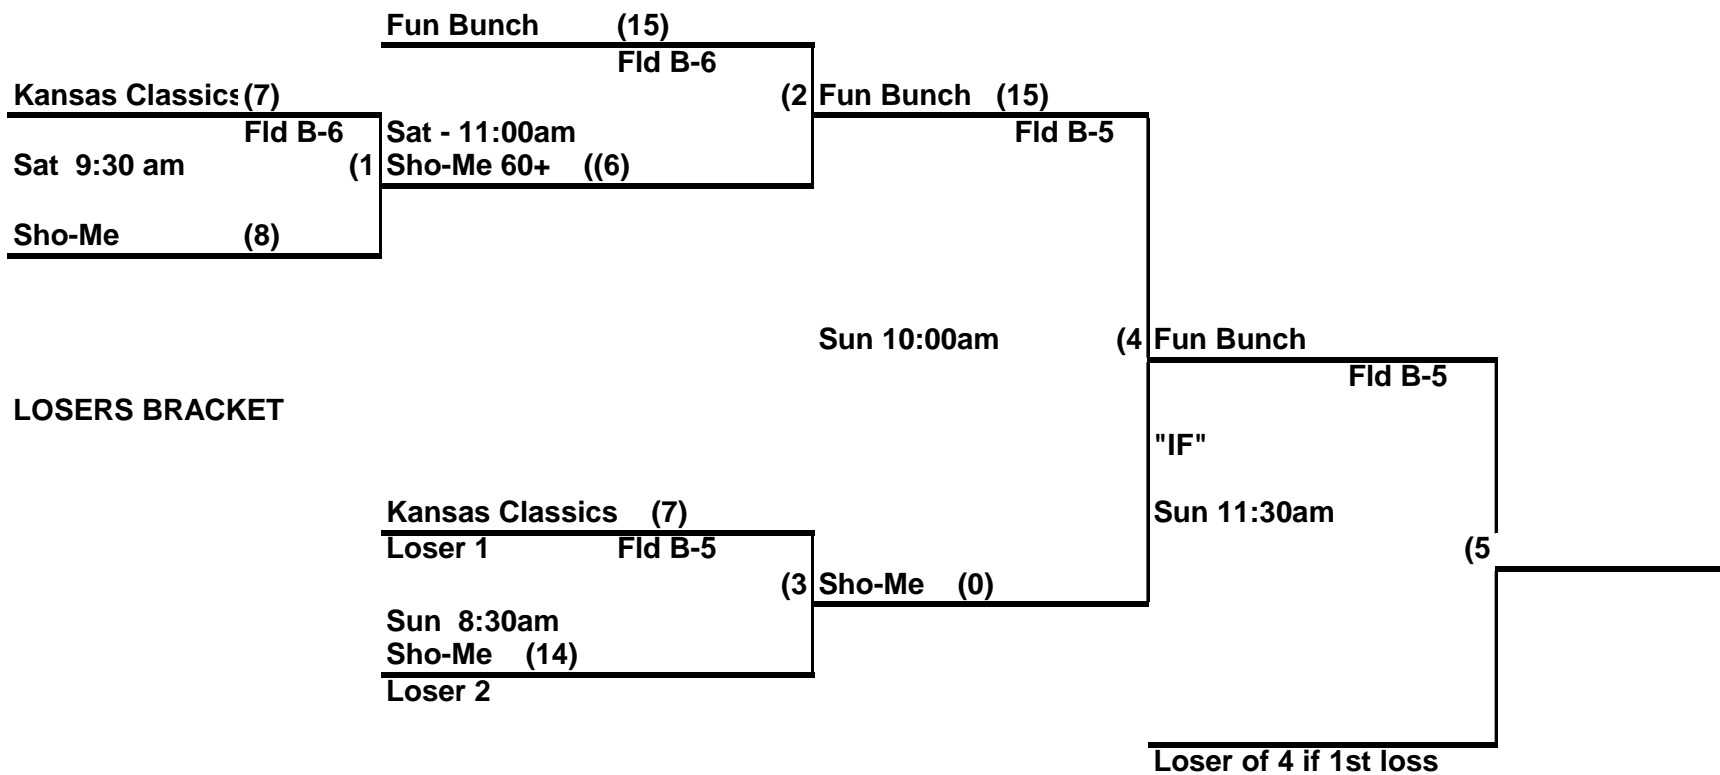 Fun Bunch (15)
Fld B-6
Kansas Classics (7)
(2 Fun Bunch (15)
Fld B-6
Sat - 11:00am
Fld B-5
Sat 9:30 am
(1 Sho-Me 60+ ((6)
Sho-Me (8)
Sun 10:00am
(4 Fun Bunch
Fld B-5
LOSERS BRACKET
"IF"
Kansas Classics (7)
Sun 11:30am
Loser 1 Fld B-5
(5
(3 Sho-Me (0)
Sun 8:30am
Sho-Me (14)
Loser 2
Loser of 4 if 1st loss